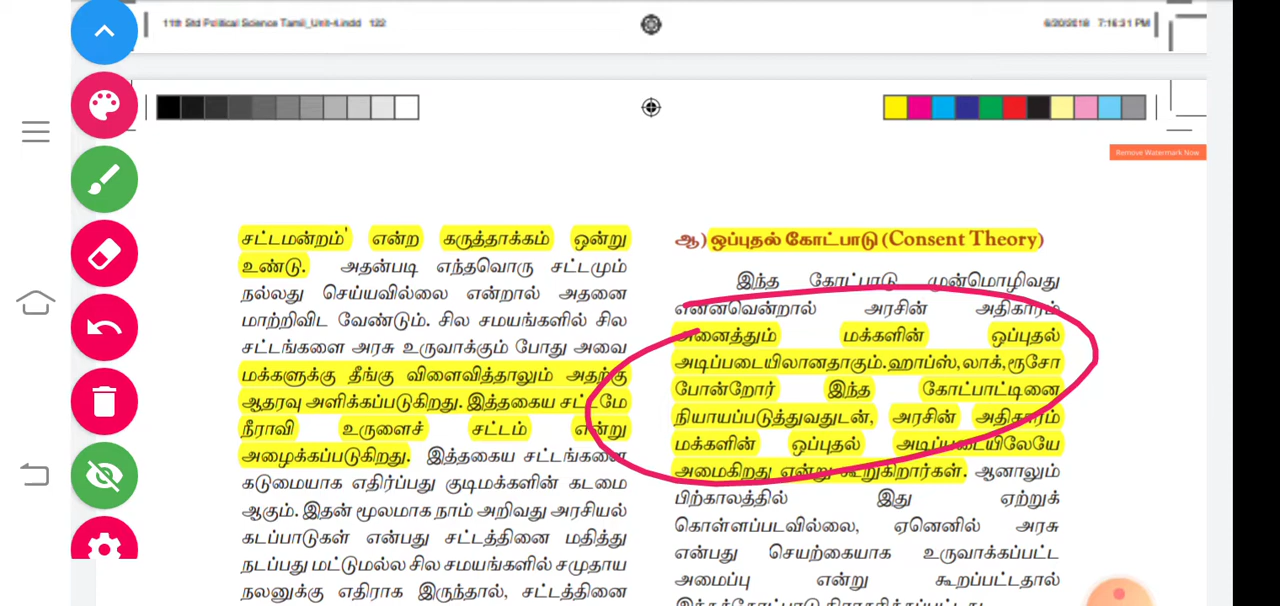 11th Std Political Science Tamil_Unit-4.indd 122
6/20/2018 7:16:31 PM
Remove Watermark Now
சட்டமன்றம்' என்ற கருத்தாக்கம் ஒன்று
உண்டு. அதன்படி எந்தவொரு சட்டமும்
நல்லது செய்யவில்லை என்றால் அதனை
மாற்றிவிட வேண்டும். சில சமயங்களில் சில
சட்டங்களை அரசு உருவாக்கும் போது அவை
மக்களுக்கு தீங்கு விளைவித்தாலும் அதற்கு
ஆதரவு அளிக்கப்படுகிறது. இத்தகைய சட்டமே
நீராவி உருளைச் சட்டம் என்று
அழைக்கப்படுகிறது. இத்தகைய சட்டங்களை
கடுமையாக எதிர்ப்பது குடிமக்களின் கடமை
ஆகும். இதன் மூலமாக நாம் அறிவது அரசியல்
கடப்பாடுகள் என்பது சட்டத்தினை மதித்து
நடப்பது மட்டுமல்ல சில சமயங்களில் சமுதாய
நலனுக்கு எதிராக இருந்தால், சட்டத்தினை
ஆ) ஒப்புதல் கோட்பாடு (Consent Theory)
இந்த கோட்பாடு முன்மொழிவது
என்னவென்றால் அரசின் அதிகாரம்
அனைத்தும் மக்களின் ஒப்புதல்
அடிப்படையிலானதாகும். ஹாப்ஸ், லாக், ரூசோ
போன்றோர் இந்த கோட்பாட்டினை
நியாயப்படுத்துவதுடன், அரசின் அதிகாரம்
மக்களின் ஒப்புதல் அடிப்படையிலேயே
அமைகிறது என்று கூறுகிறார்கள். ஆனாலும்
பிற்காலத்தில் இது ஏற்றுக்
கொள்ளப்படவில்லை, ஏனெனில் அரசு
என்பது செயற்கையாக உருவாக்கப்பட்ட
அமைப்பு என்று கூறப்பட்டதால்